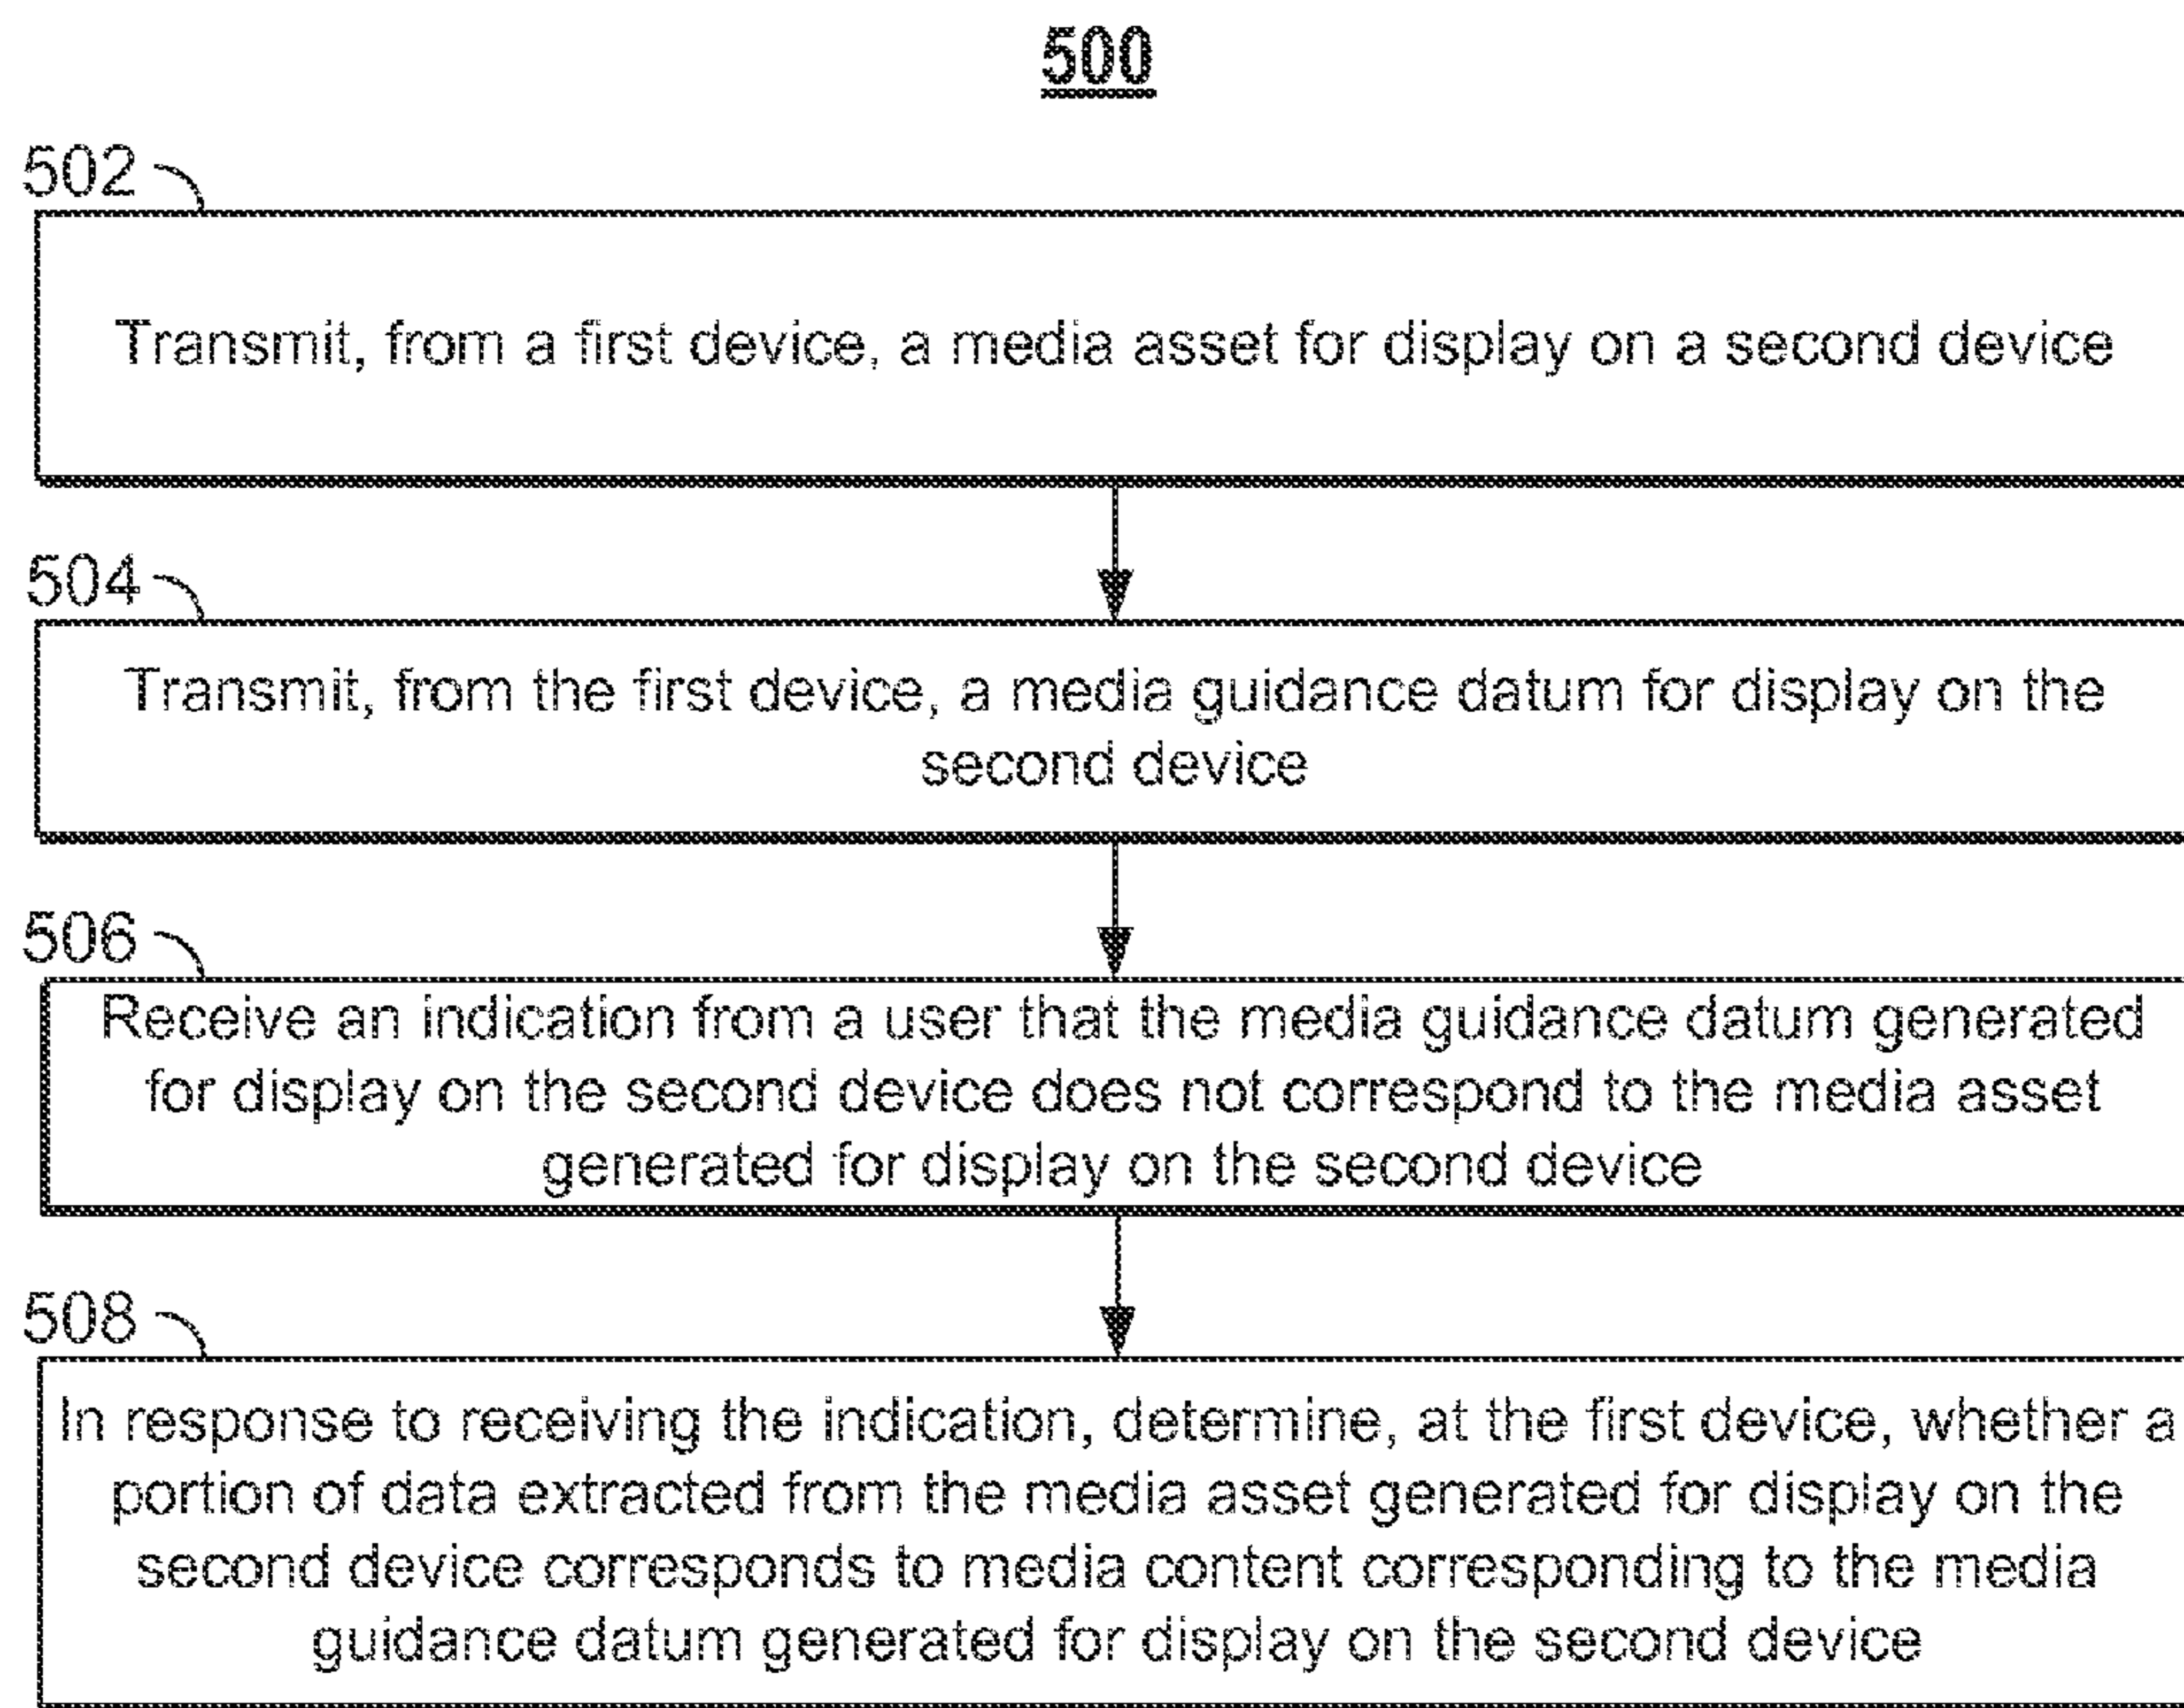 500
502
Transmit, from a first device, a media asset for display on a second device
504
Transmit, from the first device, a media guidance datum for display on the
second device
506
Receive an indication from a user that the media guidance datum generated
for display on the second device does not correspond to the media asset
generated for display on the second device
508
In response to receiving the indication, determine, at the first device, whether a
portion of data extracted from the media asset generated for display on the
second device corresponds to media content corresponding to the media
guidance datum generated for display on the second device